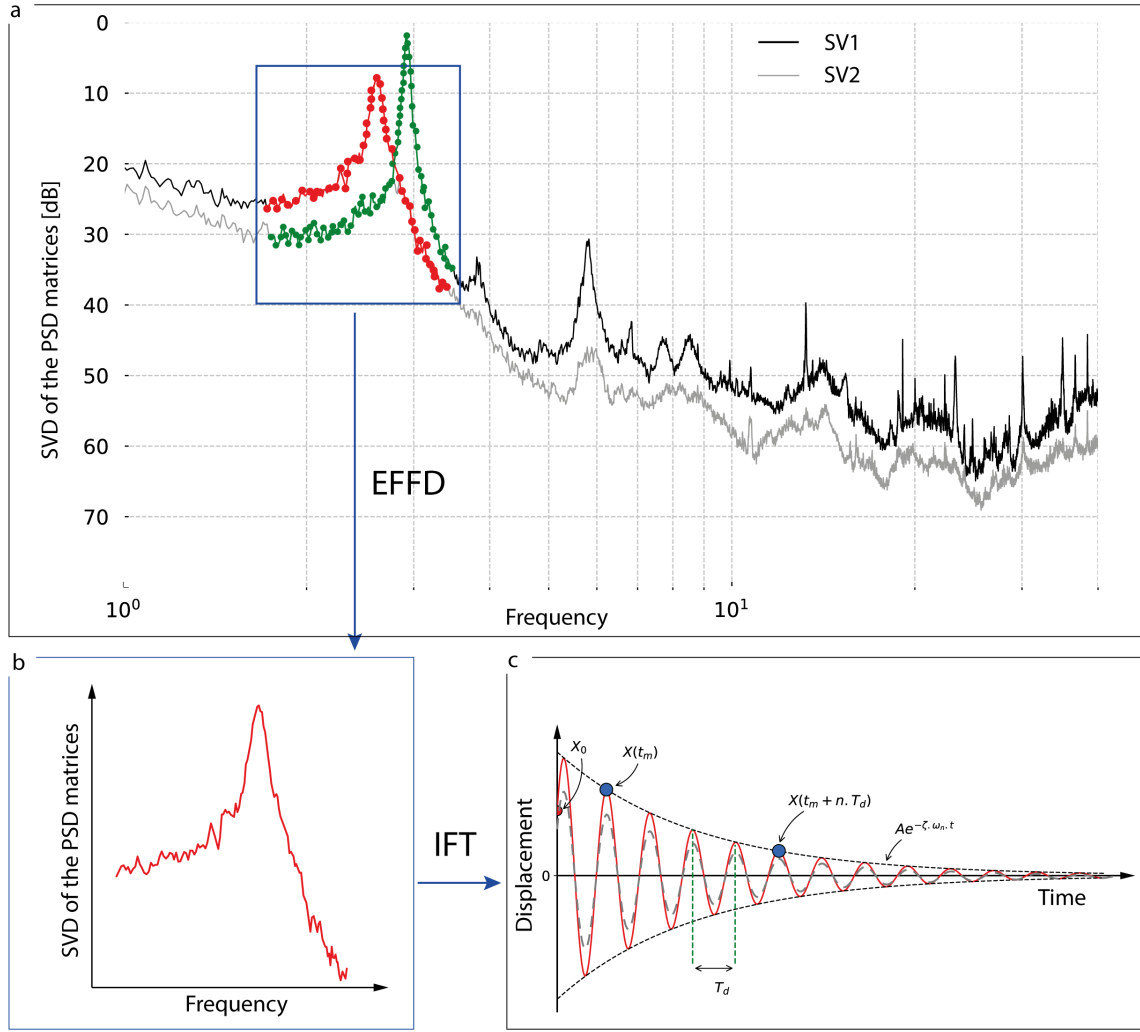 a
SV1
SV2
0
10
20
30
40
50
60
70
SVD of the PSD matrices [dB]
10⁰
10¹
Frequency
EFFD
b
SVD of the PSD matrices
Frequency
IFT
c
X₀
X(tₘ)
X(tₘ + n. T_d)
Ae^{−ζ.ωₙ.t}
Displacement
0
Time
T_d